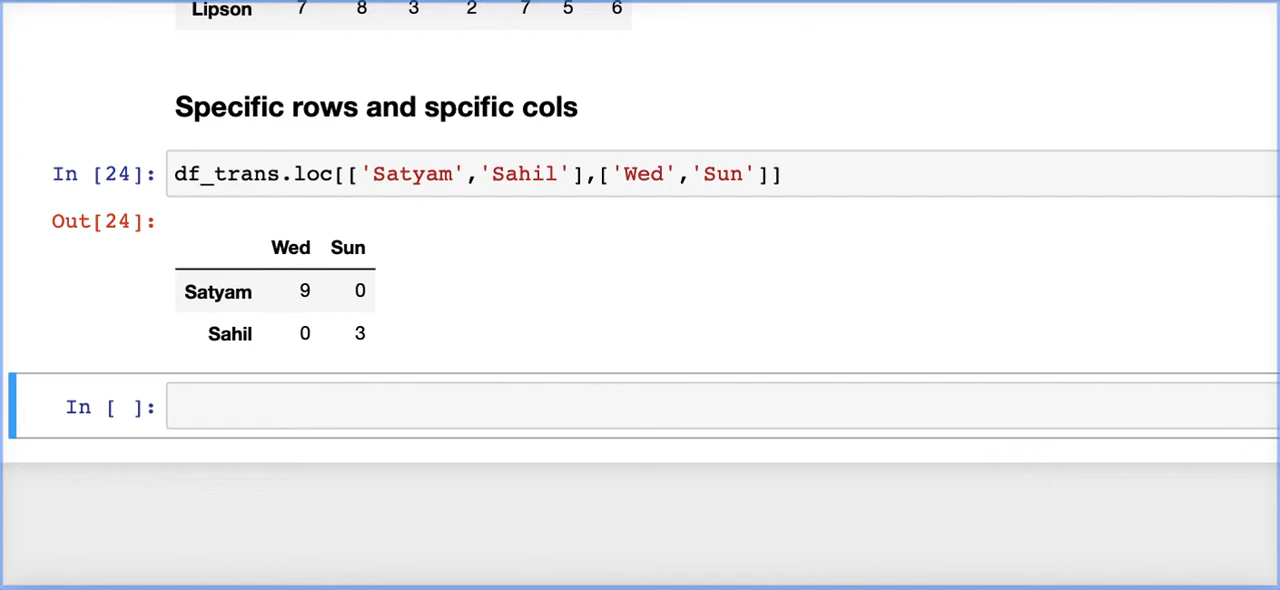 Lipson 7 8 3 2 7 5 6
Specific rows and spcific cols
In [24]: df_trans.loc[['Satyam','Sahil'],['Wed','Sun']]
Out[24]:
Wed Sun
Satyam 9 0
Sahil 0 3
In [ ]: